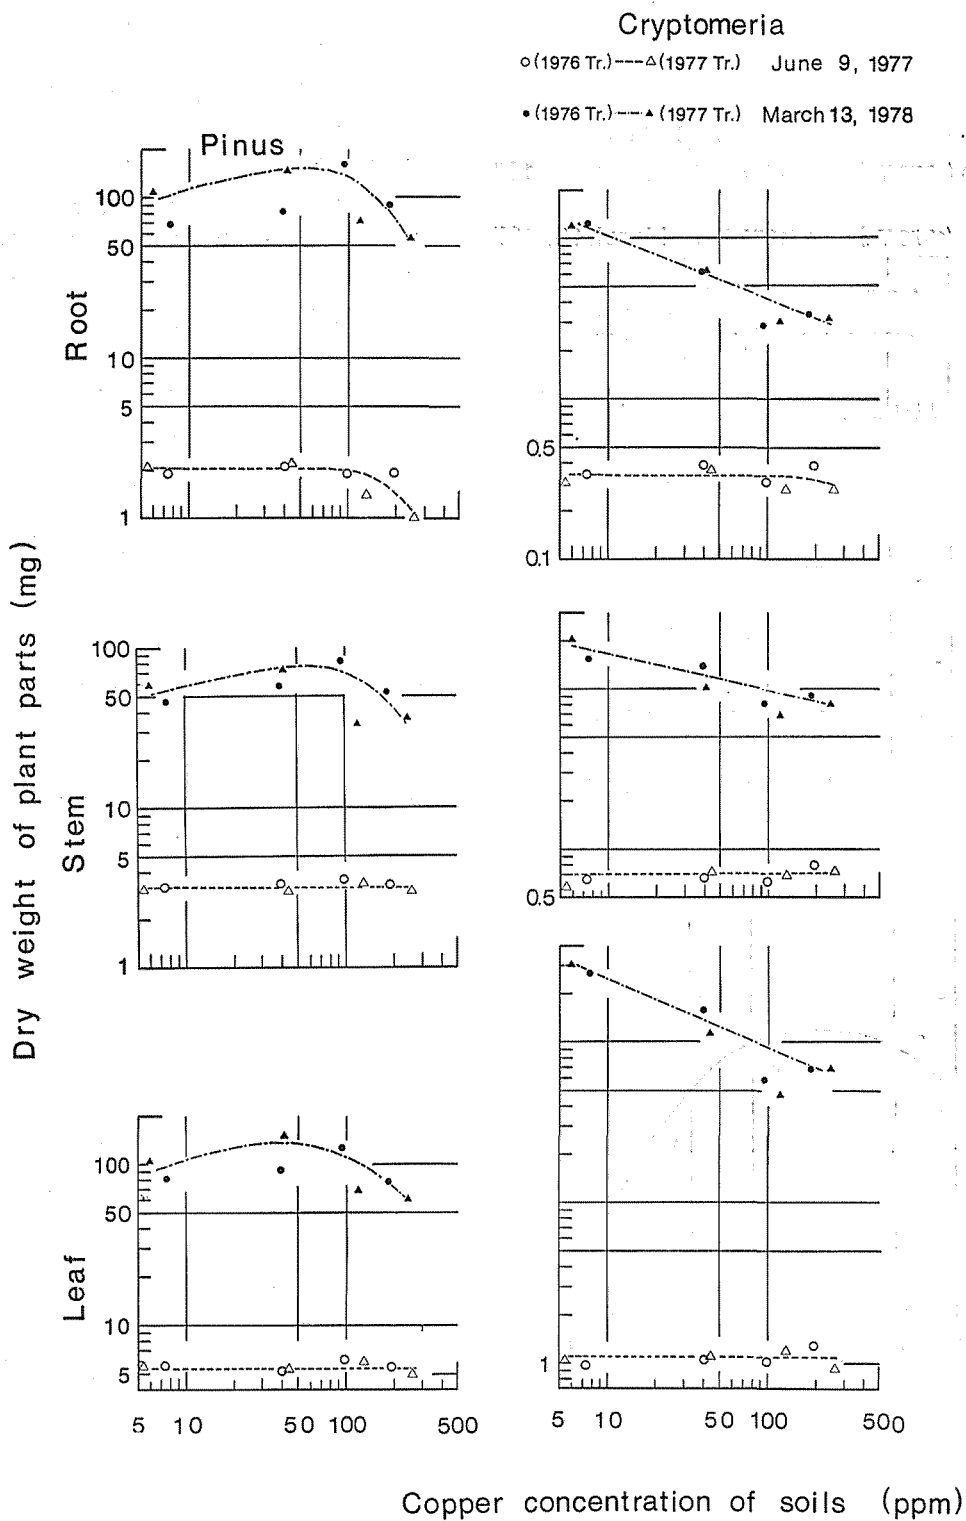 Cryptomeria
(1976 Tr.)---△(1977 Tr.) June 9, 1977
(1976 Tr.)-·-·-▲(1977 Tr.) March 13, 1978
Pinus
Root
100
50
10
5
1
0.5
0.1
Dry weight of plant parts (mg)
Stem
100
50
10
5
1
0.5
Leaf
100
50
10
5
1
5 10 50 100 500
5 10 50 100 500
Copper concentration of soils (ppm)